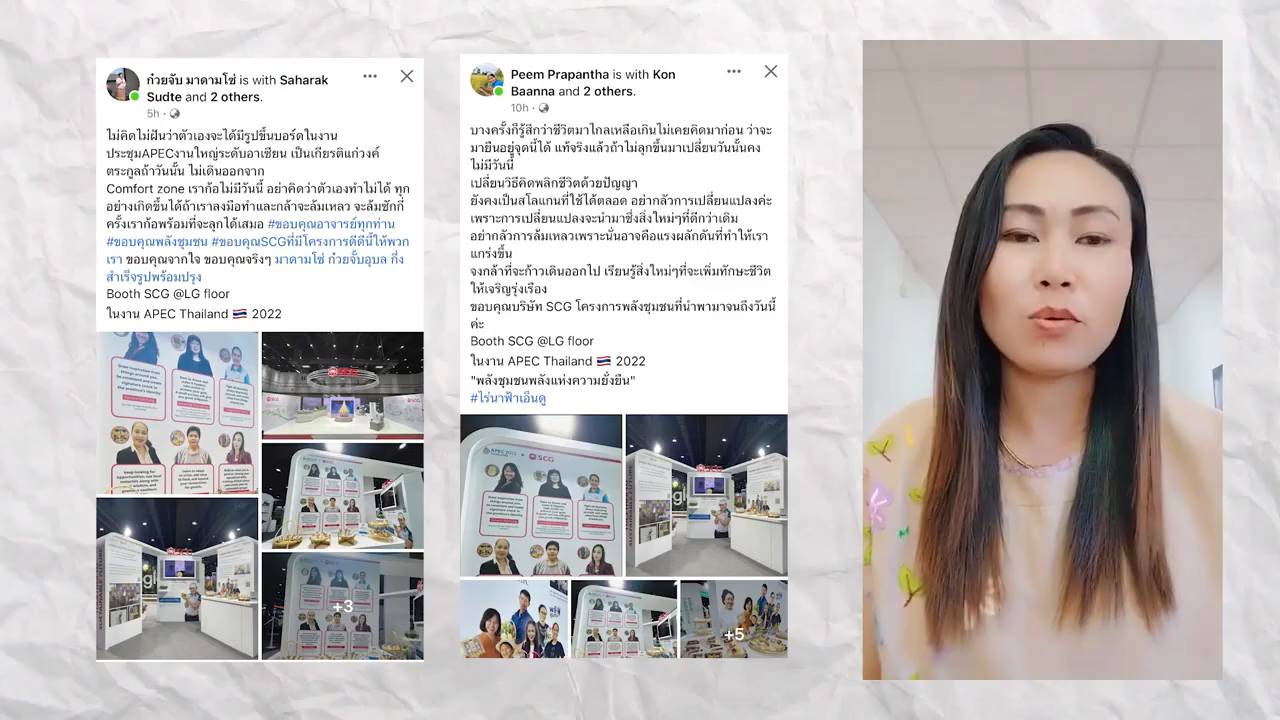 ก๋วยจั๊บ มาดามโซ่ is with Saharak
Sudte and 2 others.
5h
ไม่คิดไม่ฝันว่าตัวเองจะได้มีรูปขึ้นบอร์ดในงาน
ประชุมAPECงานใหญ่ระดับอาเซียน เป็นเกียรติแก่วงค์
ตระกูลถ้าวันนั้น ไม่เดินออกจาก
Comfort zone เราก้อไม่มีวันนี้ อย่าคิดว่าตัวเองทำไม่ได้ ทุก
อย่างเกิดขึ้นได้ถ้าเราลงมือทำและกล้าจะล้มเหลว จะล้มซักกี่
ครั้งเราก้อพร้อมที่จะลุกได้เสมอ #ขอบคุณอาจารย์ทุกท่าน
#ขอบคุณพลังชุมชน #ขอบคุณSCGที่มีโครงการดีดีนี้ให้พวก
เรา ขอบคุณจากใจ ขอบคุณจริงๆ มาดามโซ่ ก๋วยจั๊บอุบล กึ่ง
สำเร็จรูปพร้อมปรุง
Booth SCG @LG floor
ในงาน APEC Thailand 🇹🇭 2022
SCG
+3
Peem Prapantha is with Kon
Baanna and 2 others.
10h
บางครั้งก็รู้สึกว่าชีวิตมาไกลเหลือเกินไม่เคยคิดมาก่อน ว่าจะ
มายืนอยู่จุดนี้ได้ แท้จริงแล้วถ้าไม่ลุกขึ้นมาเปลี่ยนวันนั้นคง
ไม่มีวันนี้
เปลี่ยนวิธีคิดพลิกชีวิตด้วยปัญญา
ยังคงเป็นสโลแกนที่ใช้ได้ตลอด อย่ากลัวการเปลี่ยนแปลงค่ะ
เพราะการเปลี่ยนแปลงจะนำมาซึ่งสิ่งใหม่ๆที่ดีกว่าเดิม
อย่ากลัวการล้มเหลวเพราะนั่นอาจคือแรงผลักดันที่ทำให้เรา
แกร่งขึ้น
จงกล้าที่จะก้าวเดินออกไป เรียนรู้สิ่งใหม่ๆที่จะเพิ่มทักษะชีวิต
ให้เจริญรุ่งเรือง
ขอบคุณบริษัท SCG โครงการพลังชุมชนที่นำพามาจนถึงวันนี้
ค่ะ
Booth SCG @LG floor
ในงาน APEC Thailand 🇹🇭 2022
"พลังชุมชนพลังแห่งความยั่งยืน"
#ไร่นาฟ้าเอ็นดู
APEC 2022
SCG
+5